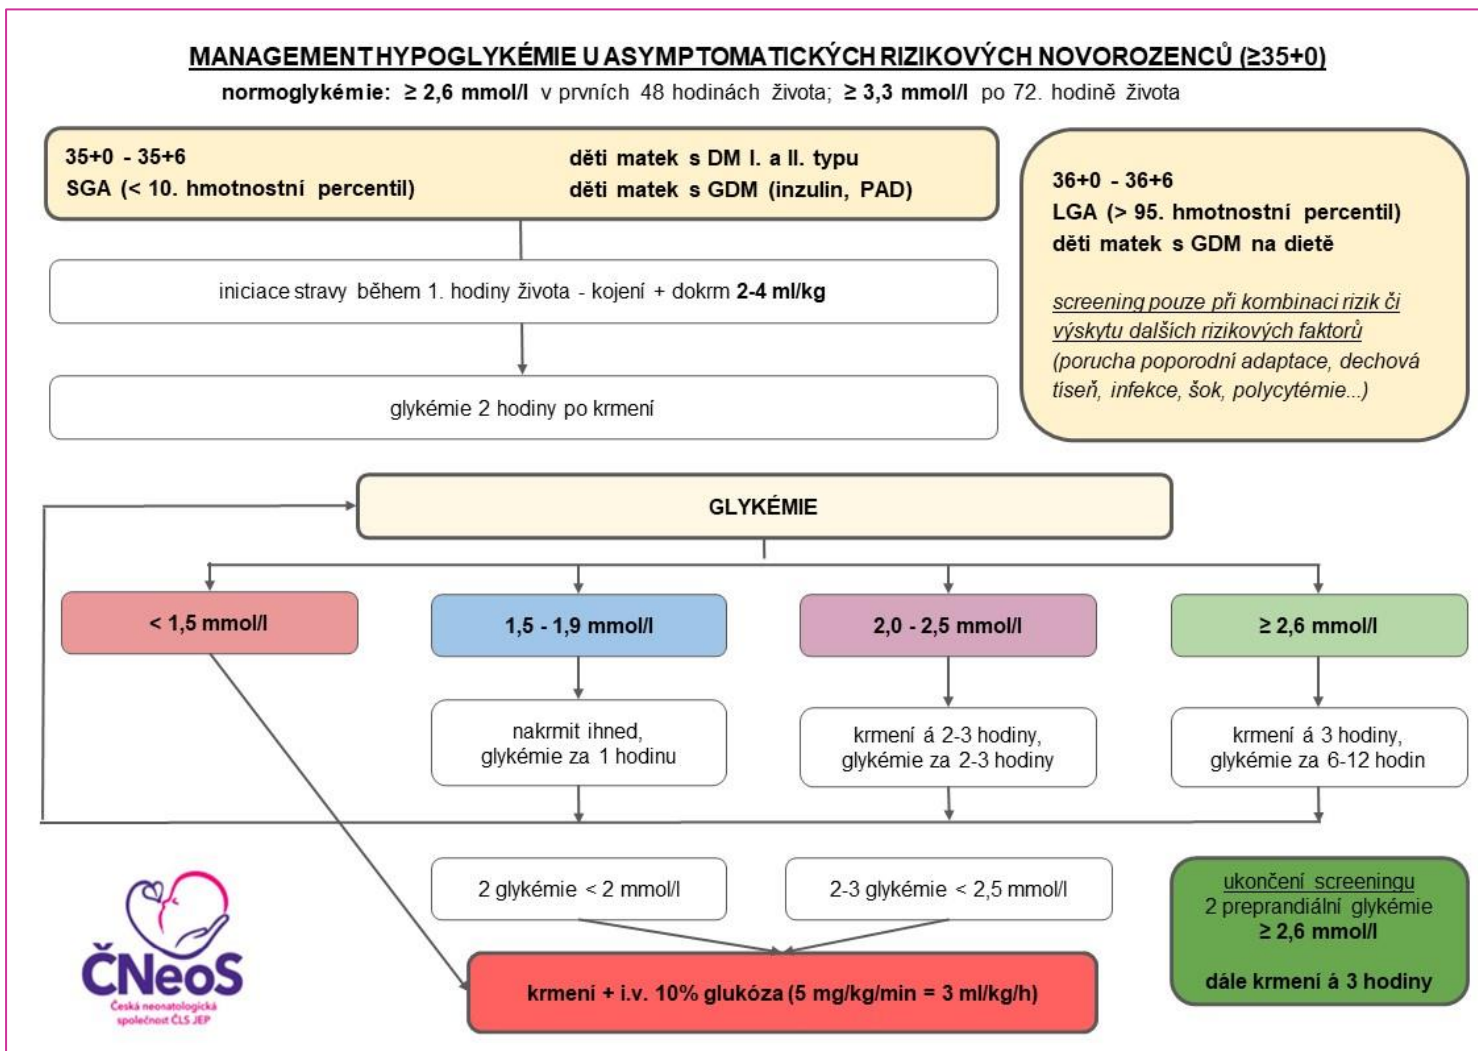 MANAGEMENT HYPOGLYKÉMIE U ASYMPTOMATICKÝCH RIZIKOVÝCH NOVOROZENCŮ (≥35+0)
normoglykémie: ≥ 2,6 mmol/l v prvních 48 hodinách života; ≥ 3,3 mmol/l po 72. hodině života
35+0 - 35+6
SGA (< 10. hmotnostní percentil)
děti matek s DM I. a II. typu
děti matek s GDM (inzulin, PAD)
36+0 - 36+6
LGA (> 95. hmotnostní percentil)
děti matek s GDM na dietě
screening pouze při kombinaci rizik či
výskytu dalších rizikových faktorů
(porucha poporodní adaptace, dechová
tíseň, infekce, šok, polycytémie...)
iniciace stravy během 1. hodiny života - kojení + dokrm 2-4 ml/kg
glykémie 2 hodiny po krmení
GLYKÉMIE
< 1,5 mmol/l
1,5 - 1,9 mmol/l
2,0 - 2,5 mmol/l
≥ 2,6 mmol/l
nakrmit ihned,
glykémie za 1 hodinu
krmení á 2-3 hodiny,
glykémie za 2-3 hodiny
krmení á 3 hodiny,
glykémie za 6-12 hodin
2 glykémie < 2 mmol/l
2-3 glykémie < 2,5 mmol/l
ukončení screeningu
2 preprandiální glykémie
≥ 2,6 mmol/l
dále krmení á 3 hodiny
krmení + i.v. 10% glukóza (5 mg/kg/min = 3 ml/kg/h)
ČNeoS
Česká neonatologická
společnost ČLS JEP